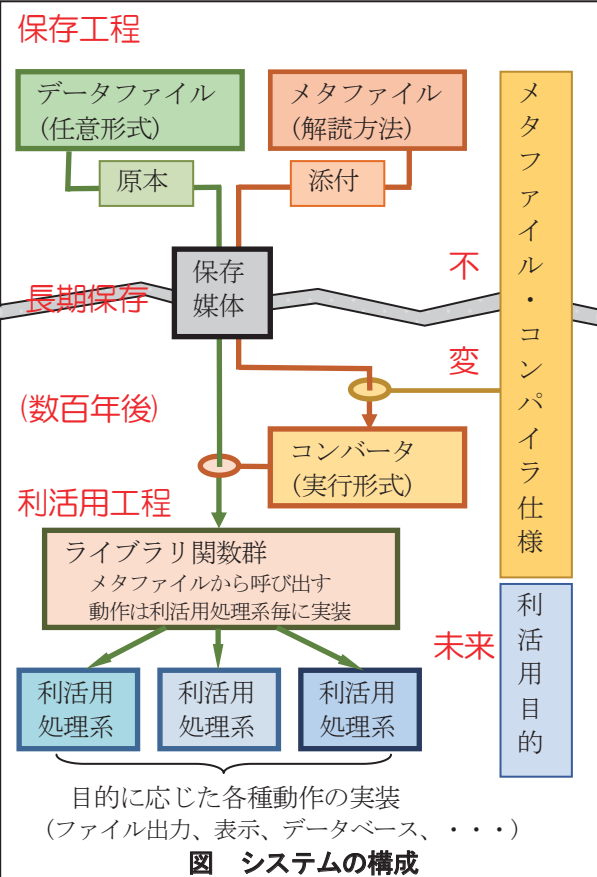 保存工程
データファイル
(任意形式)
メタファイル
(解読方法)
原本
添付
保存
媒体
長期保存
不
変
メタファイル・コンパイラ仕様
(数百年後)
コンバータ
(実行形式)
利活用工程
ライブラリ関数群
メタファイルから呼び出す
動作は利活用処理系毎に実装
未来
利活用目的
利活用
処理系
利活用
処理系
利活用
処理系
目的に応じた各種動作の実装
(ファイル出力、表示、データベース、・・・)
図 システムの構成